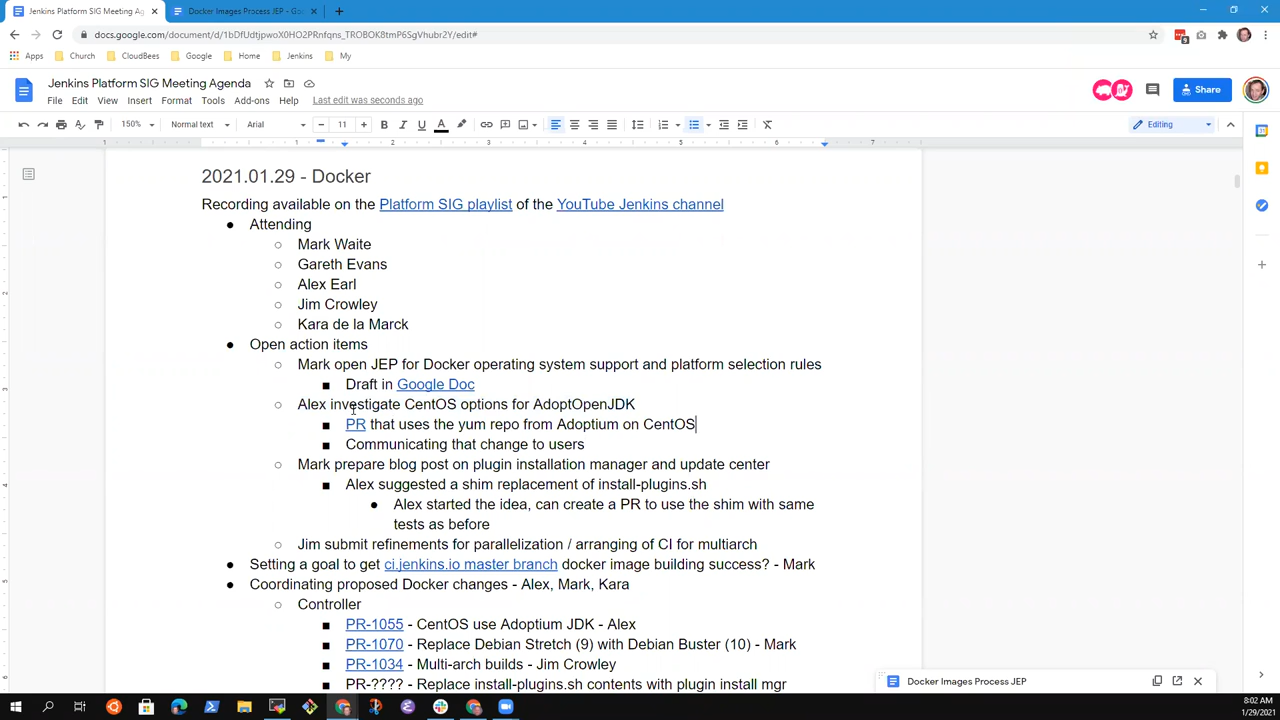 Jenkins Platform SIG Meeting Ag
Docker Images Process JEP - Go
docs.google.com/document/d/1bDfUdtjpwoX0HO2PRnfqns_TROBOK8tmP6SgVhubr2Y/edit#
Apps Church CloudBees Google Home Jenkins My
Jenkins Platform SIG Meeting Agenda
File Edit View Insert Format Tools Add-ons Help Last edit was seconds ago
Share
150% Normal text Arial 11 B I U A Editing
1 1 2 3 4 5 6 7
2021.01.29 - Docker
Recording available on the Platform SIG playlist of the YouTube Jenkins channel
● Attending
○ Mark Waite
○ Gareth Evans
○ Alex Earl
○ Jim Crowley
○ Kara de la Marck
● Open action items
○ Mark open JEP for Docker operating system support and platform selection rules
■ Draft in Google Doc
○ Alex investigate CentOS options for AdoptOpenJDK
■ PR that uses the yum repo from Adoptium on CentOS
■ Communicating that change to users
○ Mark prepare blog post on plugin installation manager and update center
■ Alex suggested a shim replacement of install-plugins.sh
● Alex started the idea, can create a PR to use the shim with same
tests as before
○ Jim submit refinements for parallelization / arranging of CI for multiarch
● Setting a goal to get ci.jenkins.io master branch docker image building success? - Mark
● Coordinating proposed Docker changes - Alex, Mark, Kara
○ Controller
■ PR-1055 - CentOS use Adoptium JDK - Alex
■ PR-1070 - Replace Debian Stretch (9) with Debian Buster (10) - Mark
■ PR-1034 - Multi-arch builds - Jim Crowley
■ PR-???? - Replace install-plugins.sh contents with plugin install mgr
Docker Images Process JEP
8:02 AM
1/29/2021